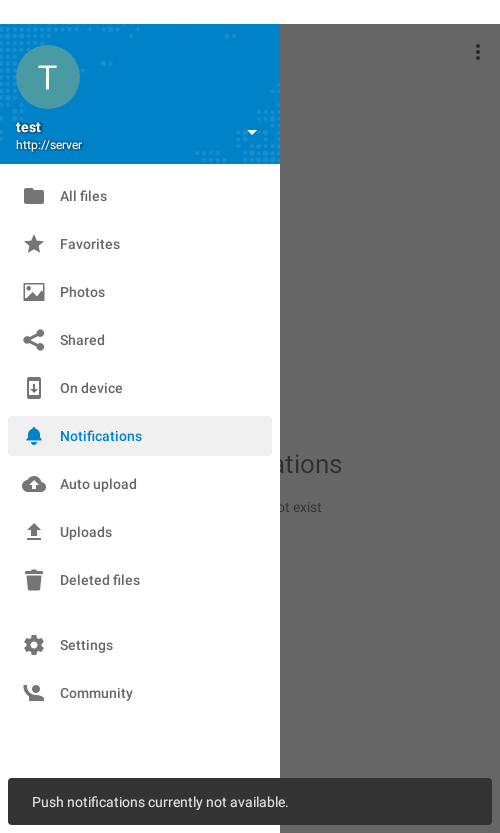 T
test
http://server
All files
Favorites
Photos
Shared
On device
Notifications
ations
ot exist
Auto upload
Uploads
Deleted files
Settings
Community
Push notifications currently not available.